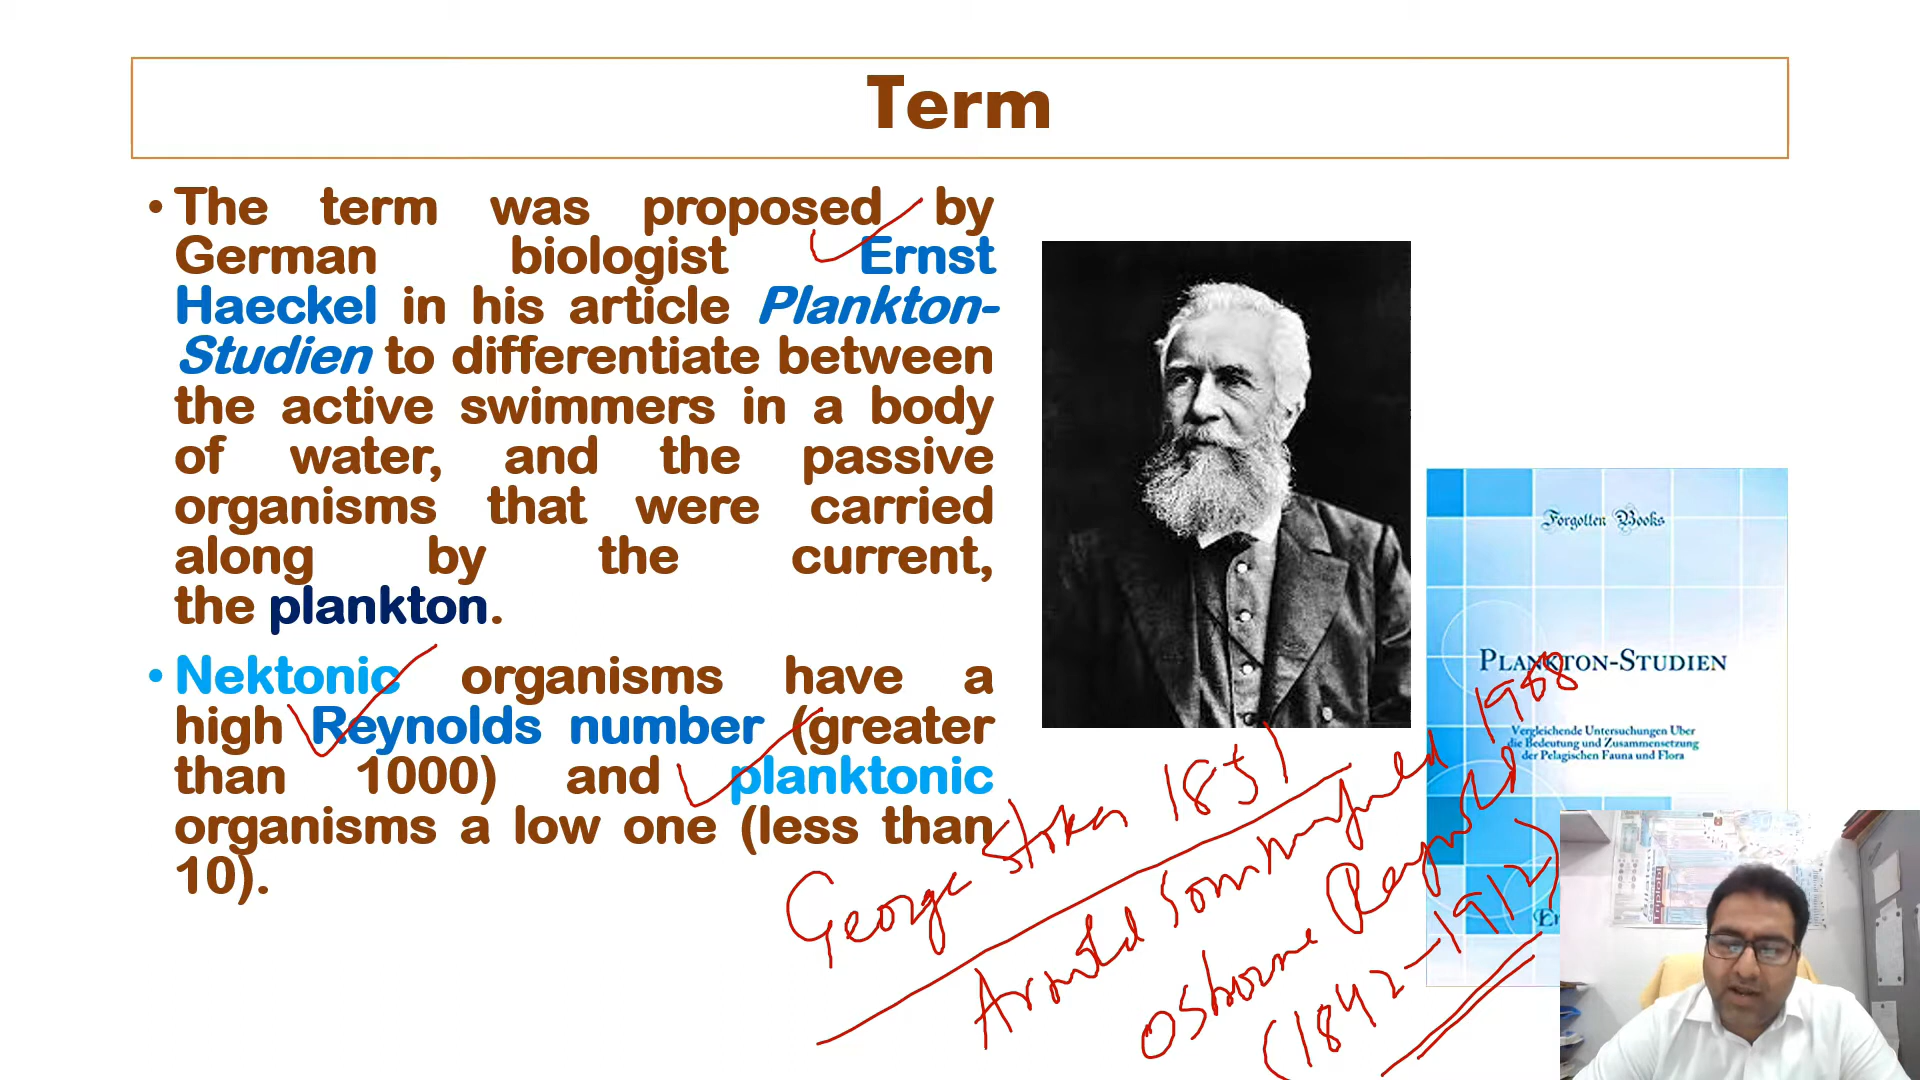 Term
• The term was proposed by
German biologist Ernst
Haeckel in his article Plankton-
Studien to differentiate between
the active swimmers in a body
of water, and the passive
organisms that were carried
along by the current,
the plankton.
• Nektonic organisms have a
high Reynolds number (greater
than 1000) and planktonic
organisms a low one (less than
10).
Forgotten Books
PLANKTON-STUDIEN
Vergleichende Untersuchungen Uber
die Bedeutung und Zusammensetzung
der Pelagischen Fauna und Flora
George Stokes 1851
Arnold 1908
Osborne Reynold
(1842-1912)